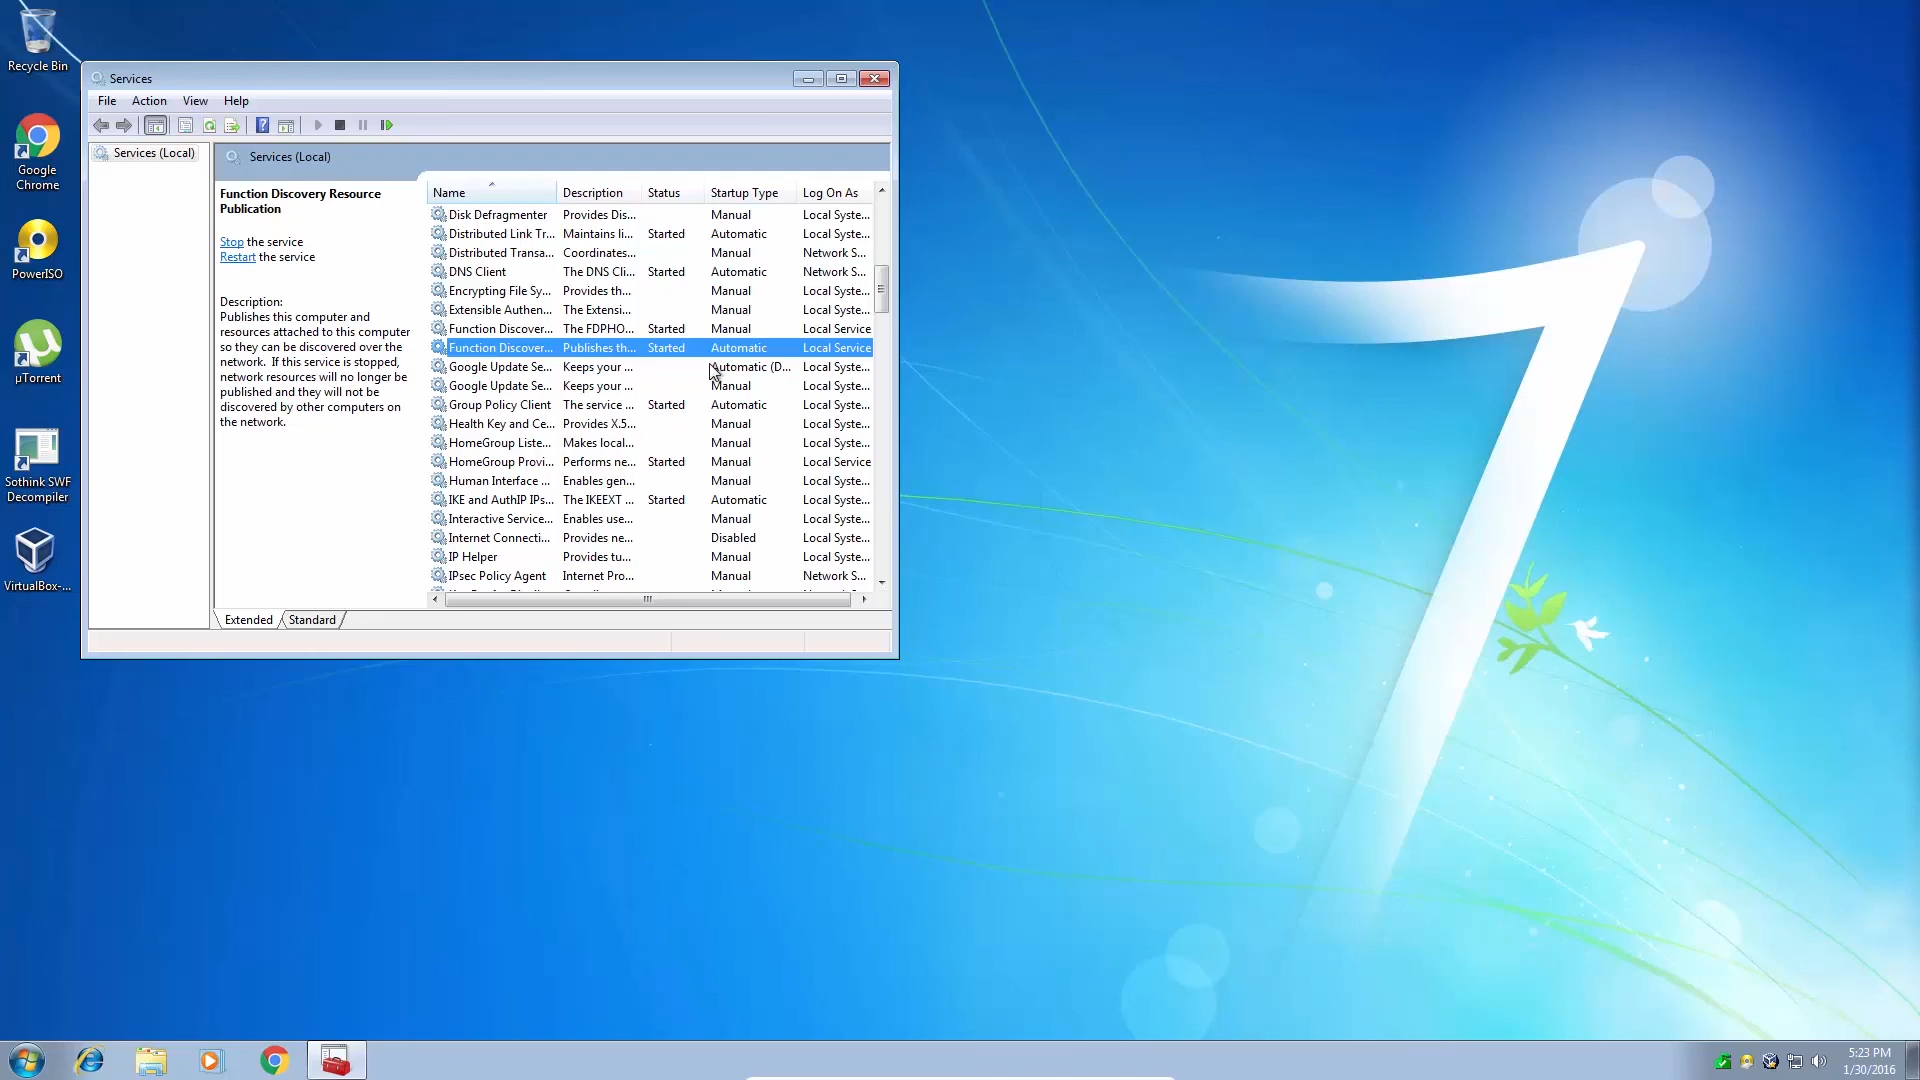 Recycle Bin
Google
Chrome
PowerISO
µTorrent
Sothink SWF
Decompiler
VirtualBox-...
Services
File Action View Help
Services (Local)
Services (Local)
Function Discovery Resource
Publication
Stop the service
Restart the service
Description:
Publishes this computer and
resources attached to this computer
so they can be discovered over the
network. If this service is stopped,
network resources will no longer be
published and they will not be
discovered by other computers on
the network.
Name Description Status Startup Type Log On As
Disk Defragmenter Provides Dis... Manual Local Syste...
Distributed Link Tr... Maintains li... Started Automatic Local Syste...
Distributed Transa... Coordinates... Manual Network S...
DNS Client The DNS Cli... Started Automatic Network S...
Encrypting File Sy... Provides th... Manual Local Syste...
Extensible Authen... The Extensi... Manual Local Syste...
Function Discover... The FDPHO... Started Manual Local Service
Function Discover... Publishes th... Started Automatic Local Service
Google Update Se... Keeps your ... Automatic (D... Local Syste...
Google Update Se... Keeps your ... Manual Local Syste...
Group Policy Client The service ... Started Automatic Local Syste...
Health Key and Ce... Provides X.5... Manual Local Syste...
HomeGroup Liste... Makes local... Manual Local Syste...
HomeGroup Provi... Performs ne... Started Manual Local Service
Human Interface ... Enables gen... Manual Local Syste...
IKE and AuthIP IPs... The IKEEXT ... Started Automatic Local Syste...
Interactive Service... Enables use... Manual Local Syste...
Internet Connecti... Provides ne... Disabled Local Syste...
IP Helper Provides tu... Manual Local Syste...
IPsec Policy Agent Internet Pro... Manual Network S...
Extended Standard
5:23 PM
1/30/2016